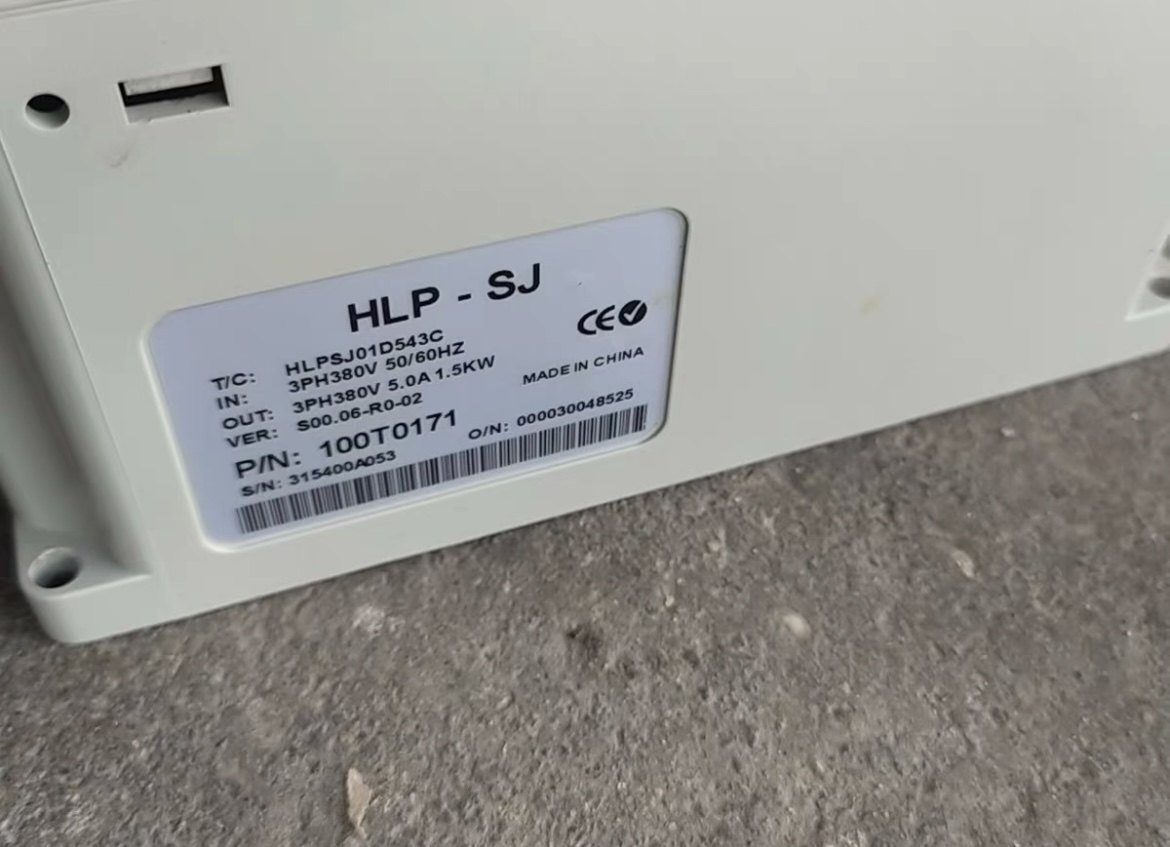 HLP - SJ
T/C: HLPSJ01D543C
IN: 3PH380V 50/60HZ
OUT: 3PH380V 5.0A 1.5KW
VER: S00.06-R0-02
CE
MADE IN CHINA
P/N: 100T0171
O/N: 000030048525
S/N: 315400A053